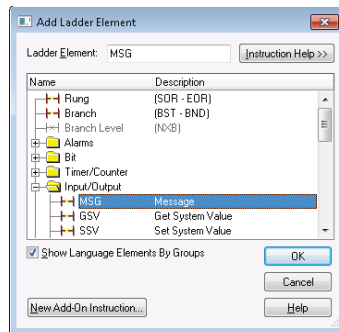 Add Ladder Element
Ladder Element: MSG Instruction Help >>
Name Description
Rung (SOR - EOR)
Branch (BST - BND)
Branch Level (NXB)
Alarms
Bit
Timer/Counter
Input/Output
MSG Message
GSV Get System Value
SSV Set System Value
Show Language Elements By Groups OK
Cancel
New Add-On Instruction... Help